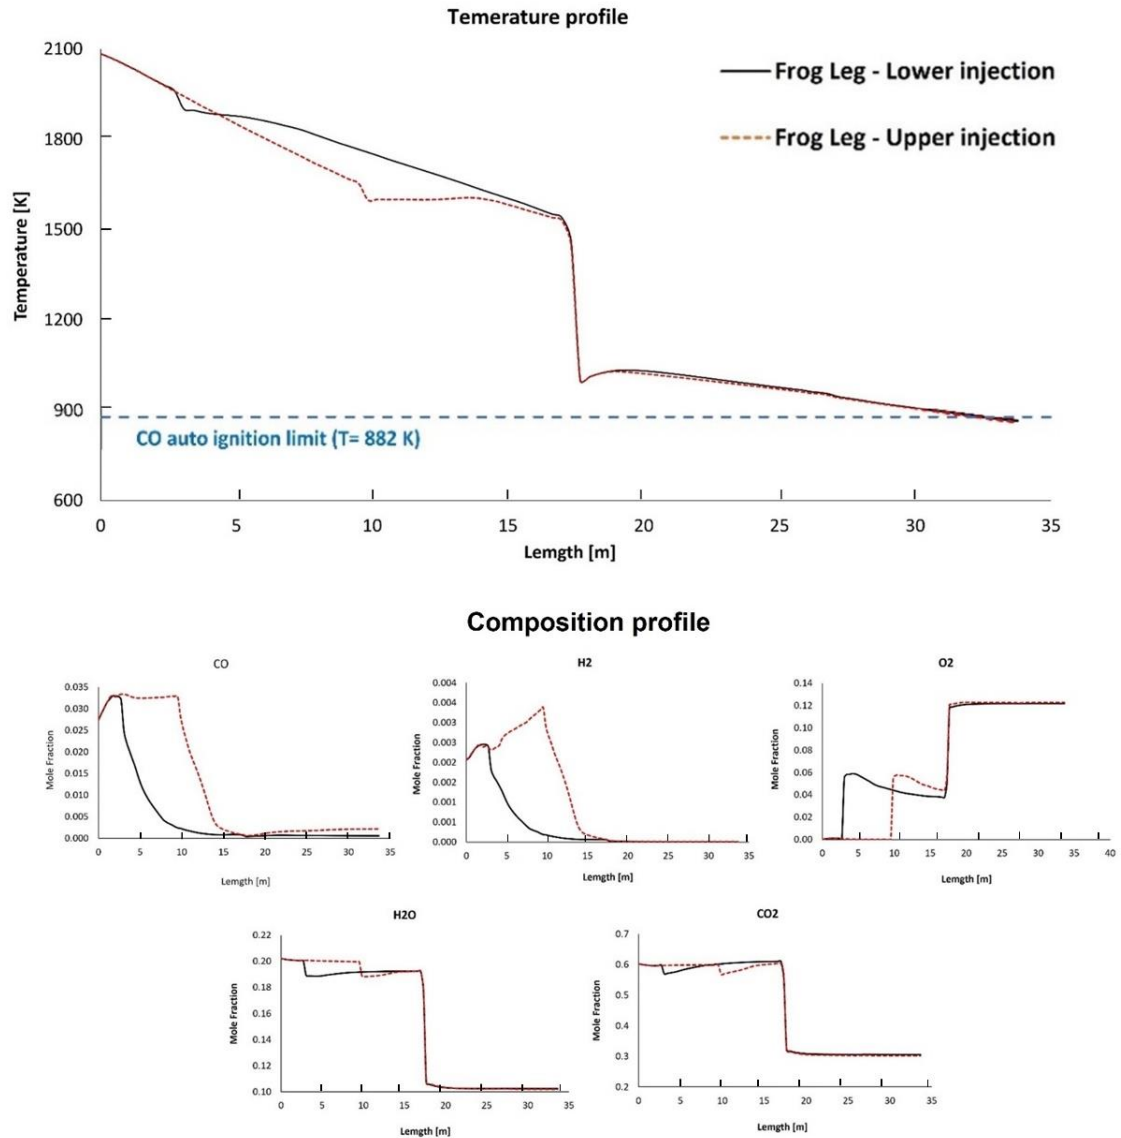 Temerature profile
2100
1800
1500
1200
900
600
Temperature [K]
Frog Leg - Lower injection
Frog Leg - Upper injection
CO auto ignition limit (T= 882 K)
0 5 10 15 20 25 30 35
Lemgth [m]
Composition profile
CO
0.035
0.030
0.025
0.020
0.015
0.010
0.005
0.000
Mole Fraction
0 5 10 15 20 25 30 35
Lemgth [m]
H2
0.004
0.004
0.003
0.003
0.002
0.002
0.001
0.001
0.000
Mole Fraction
0 5 10 15 20 25 30 35
Lemgth [m]
O2
0.14
0.12
0.10
0.08
0.06
0.04
0.02
0.00
Mole Fraction
0 5 10 15 20 25 30 35 40
Lemgth [m]
H2O
0.22
0.20
0.18
0.16
0.14
0.12
0.10
Mole Fraction
0 5 10 15 20 25 30 35
Lemgth [m]
CO2
0.7
0.6
0.5
0.4
0.3
0.2
Mole Fraction
0 5 10 15 20 25 30 35
Lemgth [m]